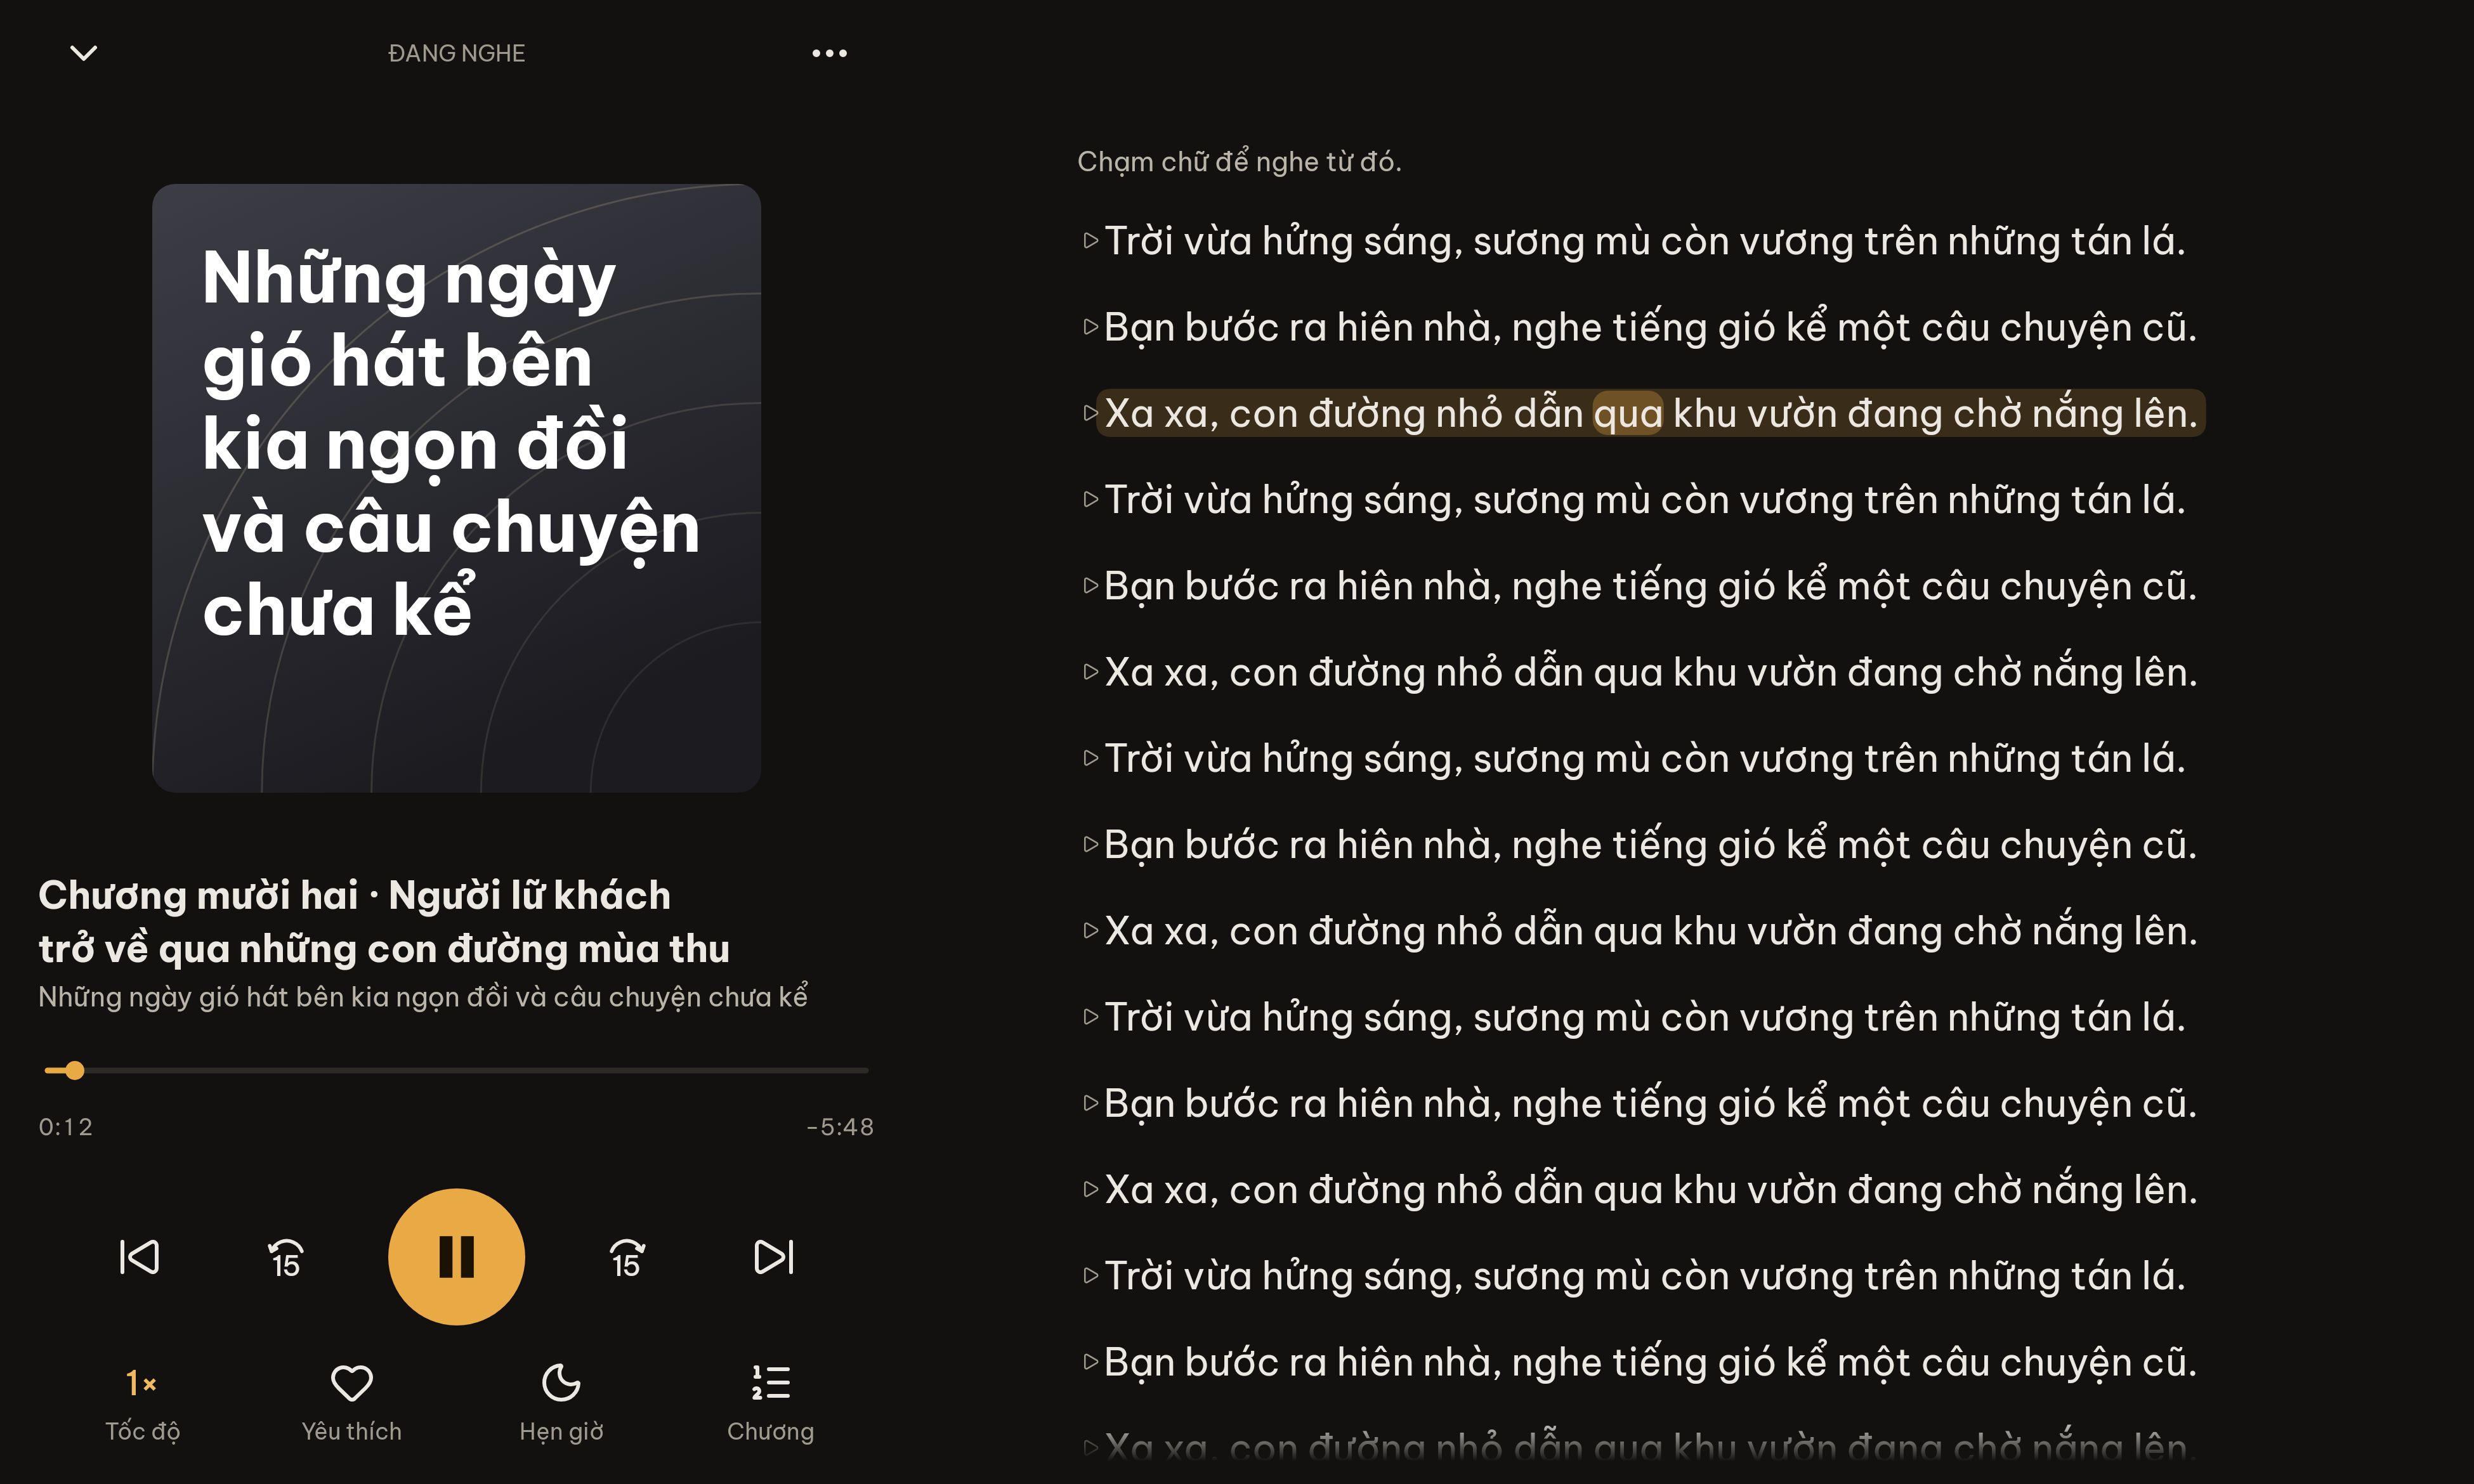 ĐANG NGHE
Những ngày
gió hát bên
kia ngọn đồi
và câu chuyện
chưa kể
Chương mười hai · Người lữ khách
trở về qua những con đường mùa thu
Những ngày gió hát bên kia ngọn đồi và câu chuyện chưa kể
0:12
-5:48
15
15
1×
Tốc độ
Yêu thích
Hẹn giờ
Chương
Chạm chữ để nghe từ đó.
Trời vừa hửng sáng, sương mù còn vương trên những tán lá.
Bạn bước ra hiên nhà, nghe tiếng gió kể một câu chuyện cũ.
Xa xa, con đường nhỏ dẫn qua khu vườn đang chờ nắng lên.
Trời vừa hửng sáng, sương mù còn vương trên những tán lá.
Bạn bước ra hiên nhà, nghe tiếng gió kể một câu chuyện cũ.
Xa xa, con đường nhỏ dẫn qua khu vườn đang chờ nắng lên.
Trời vừa hửng sáng, sương mù còn vương trên những tán lá.
Bạn bước ra hiên nhà, nghe tiếng gió kể một câu chuyện cũ.
Xa xa, con đường nhỏ dẫn qua khu vườn đang chờ nắng lên.
Trời vừa hửng sáng, sương mù còn vương trên những tán lá.
Bạn bước ra hiên nhà, nghe tiếng gió kể một câu chuyện cũ.
Xa xa, con đường nhỏ dẫn qua khu vườn đang chờ nắng lên.
Trời vừa hửng sáng, sương mù còn vương trên những tán lá.
Bạn bước ra hiên nhà, nghe tiếng gió kể một câu chuyện cũ.
Xa xa, con đường nhỏ dẫn qua khu vườn đang chờ nắng lên.